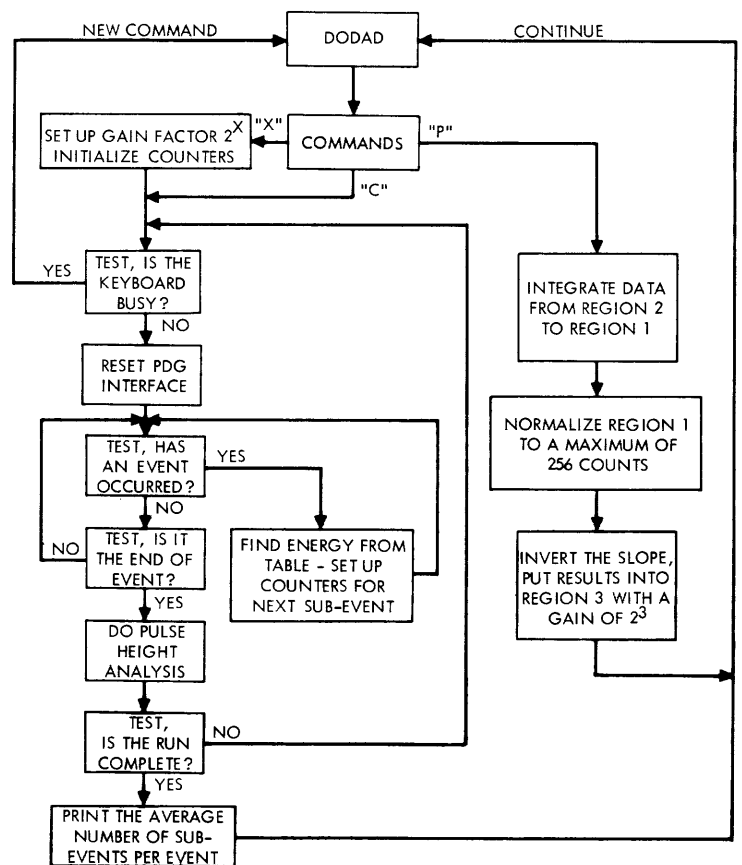 NEW COMMAND
DODAD
CONTINUE
SET UP GAIN FACTOR 2^X
INITIALIZE COUNTERS
"X"
COMMANDS
"P"
"C"
YES
TEST, IS THE
KEYBOARD
BUSY?
NO
RESET PDG
INTERFACE
TEST, HAS
AN EVENT
OCCURRED?
YES
NO
NO
TEST, IS IT
THE END OF
EVENT?
YES
FIND ENERGY FROM
TABLE - SET UP
COUNTERS FOR
NEXT SUB-EVENT
DO PULSE
HEIGHT
ANALYSIS
TEST,
IS THE RUN
COMPLETE?
NO
YES
PRINT THE AVERAGE
NUMBER OF SUB-
EVENTS PER EVENT
INTEGRATE DATA
FROM REGION 2
TO REGION 1
NORMALIZE REGION 1
TO A MAXIMUM OF
256 COUNTS
INVERT THE SLOPE,
PUT RESULTS INTO
REGION 3 WITH A
GAIN OF 2^3